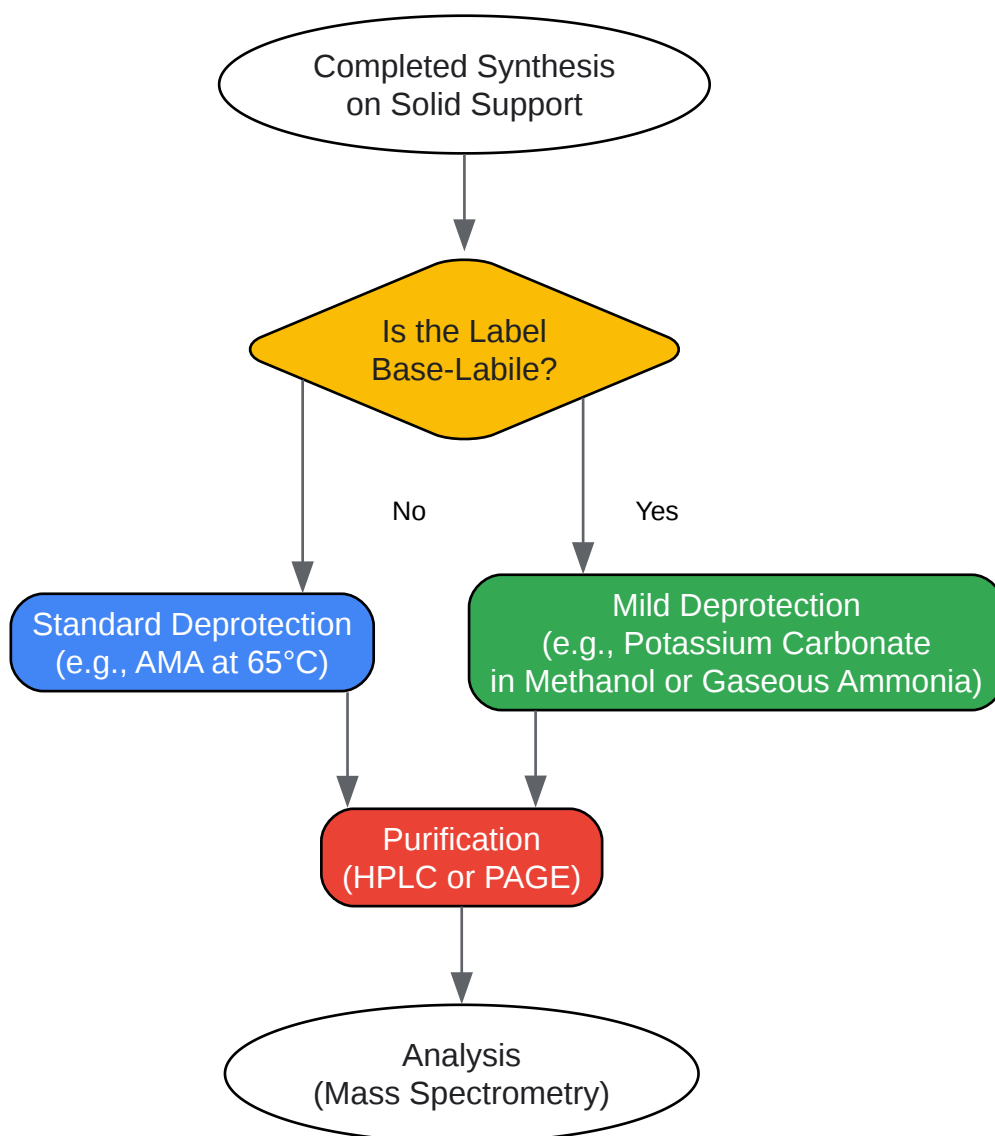 Completed Synthesis
on Solid Support
Is the Label
Base-Labile?
No
Yes
Standard Deprotection
(e.g., AMA at 65°C)
Mild Deprotection
(e.g., Potassium Carbonate
in Methanol or Gaseous Ammonia)
Purification
(HPLC or PAGE)
Analysis
(Mass Spectrometry)